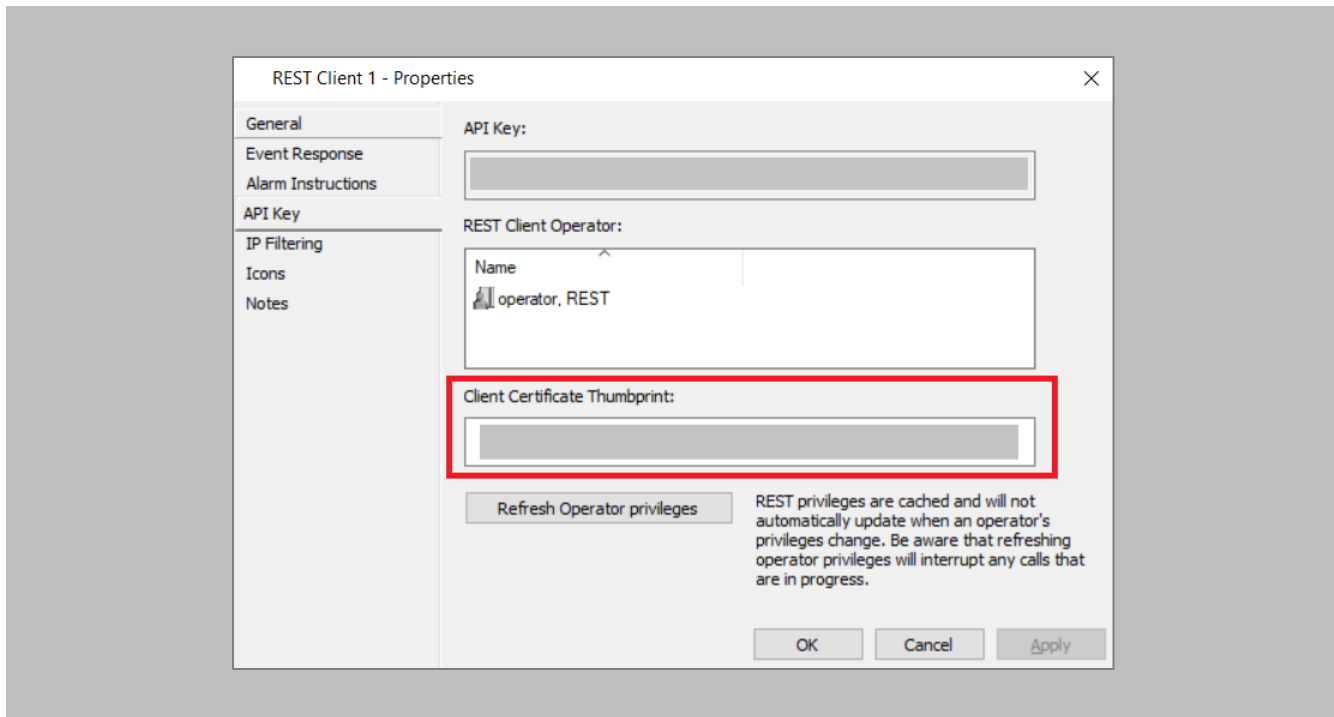 REST Client 1 - Properties
General
Event Response
Alarm Instructions
API Key
IP Filtering
Icons
Notes
API Key:
REST Client Operator:
Name
operator, REST
Client Certificate Thumbprint:
Refresh Operator privileges
REST privileges are cached and will not
automatically update when an operator's
privileges change. Be aware that refreshing
operator privileges will interrupt any calls that
are in progress.
OK
Cancel
Apply